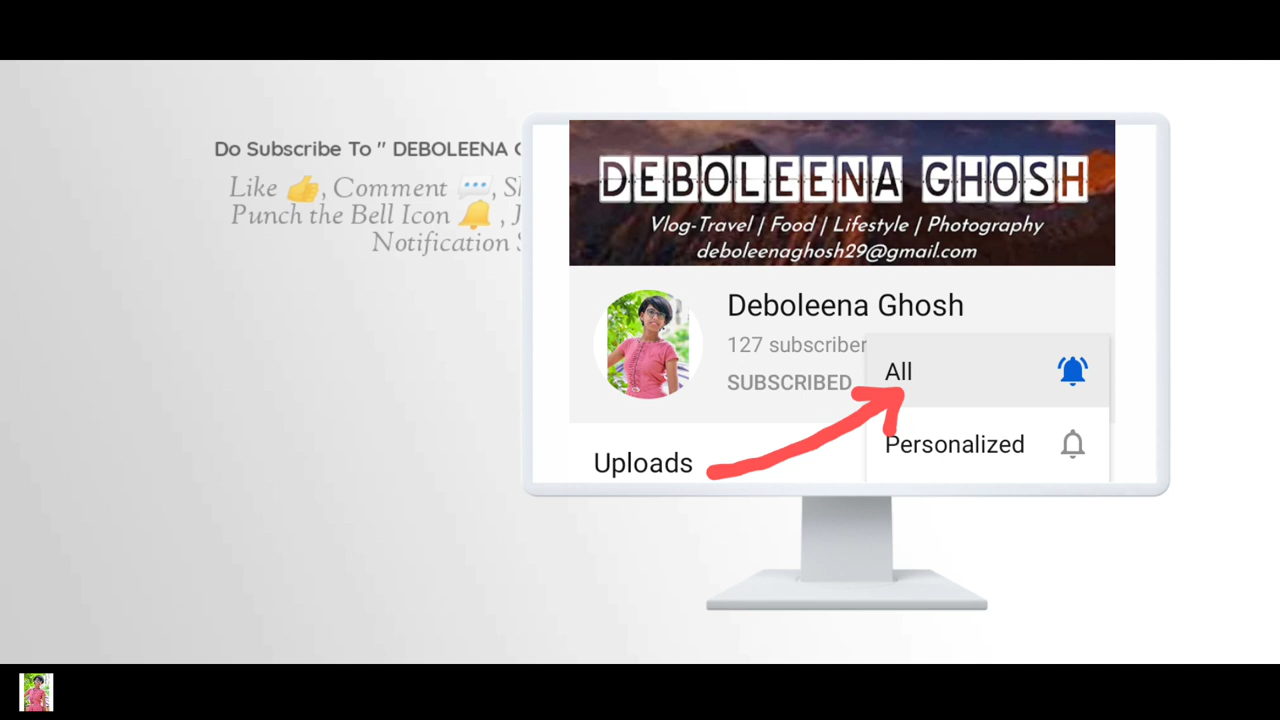 Do Subscribe To " DEBOLEENA
Like 👍, Comment 💬,
Punch the Bell Icon 🔔 ,
Notification
DEBOLEENA GHOSH
Vlog-Travel | Food | Lifestyle | Photography
deboleenaghosh29@gmail.com
Deboleena Ghosh
127 subscriber
SUBSCRIBED
All
Personalized
Uploads